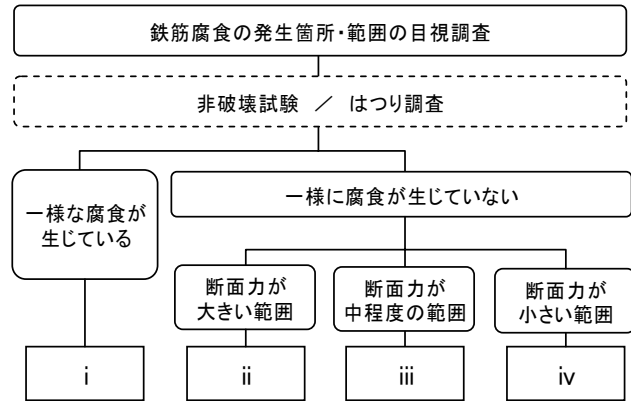 鉄筋腐食の発生箇所・範囲の目視調査
非破壊試験 / はつり調査
一様な腐食が
生じている
一様に腐食が生じていない
断面力が
大きい範囲
断面力が
中程度の範囲
断面力が
小さい範囲
i
ii
iii
iv